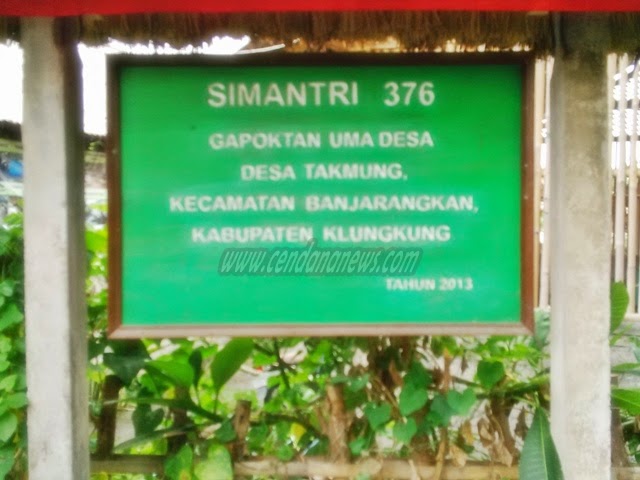 SIMANTRI 376
GAPOKTAN UMA DESA
DESA TAKMUNG,
KECAMATAN BANJARANGKAN,
KABUPATEN KLUNGKUNG
www.cendananews.com
TAHUN 2013